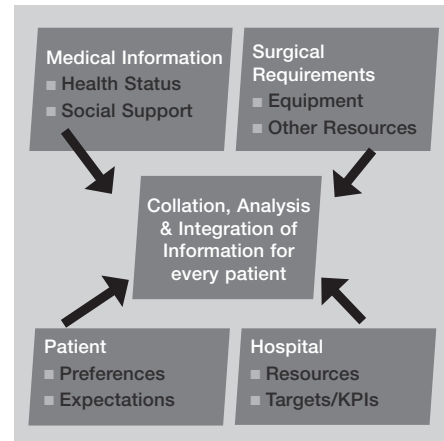 Medical Information
■ Health Status
■ Social Support
Surgical
Requirements
■ Equipment
■ Other Resources
Collation, Analysis
& Integration of
Information for
every patient
Patient
■ Preferences
■ Expectations
Hospital
■ Resources
■ Targets/KPIs